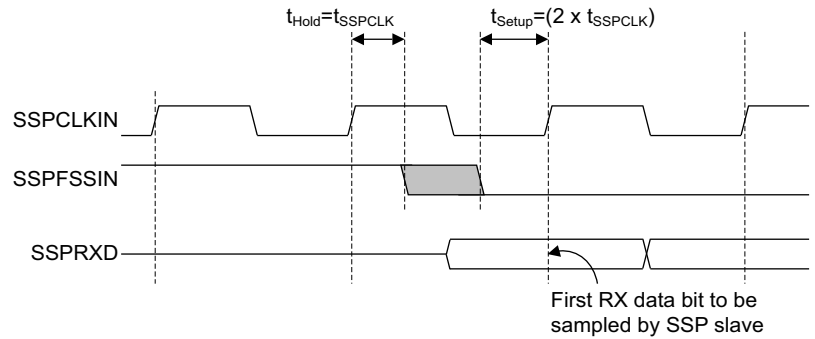 tHold=tSSPCLK tSetup=(2 x tSSPCLK)
SSPCLKIN
SSPFSSIN
SSPRXD
First RX data bit to be
sampled by SSP slave